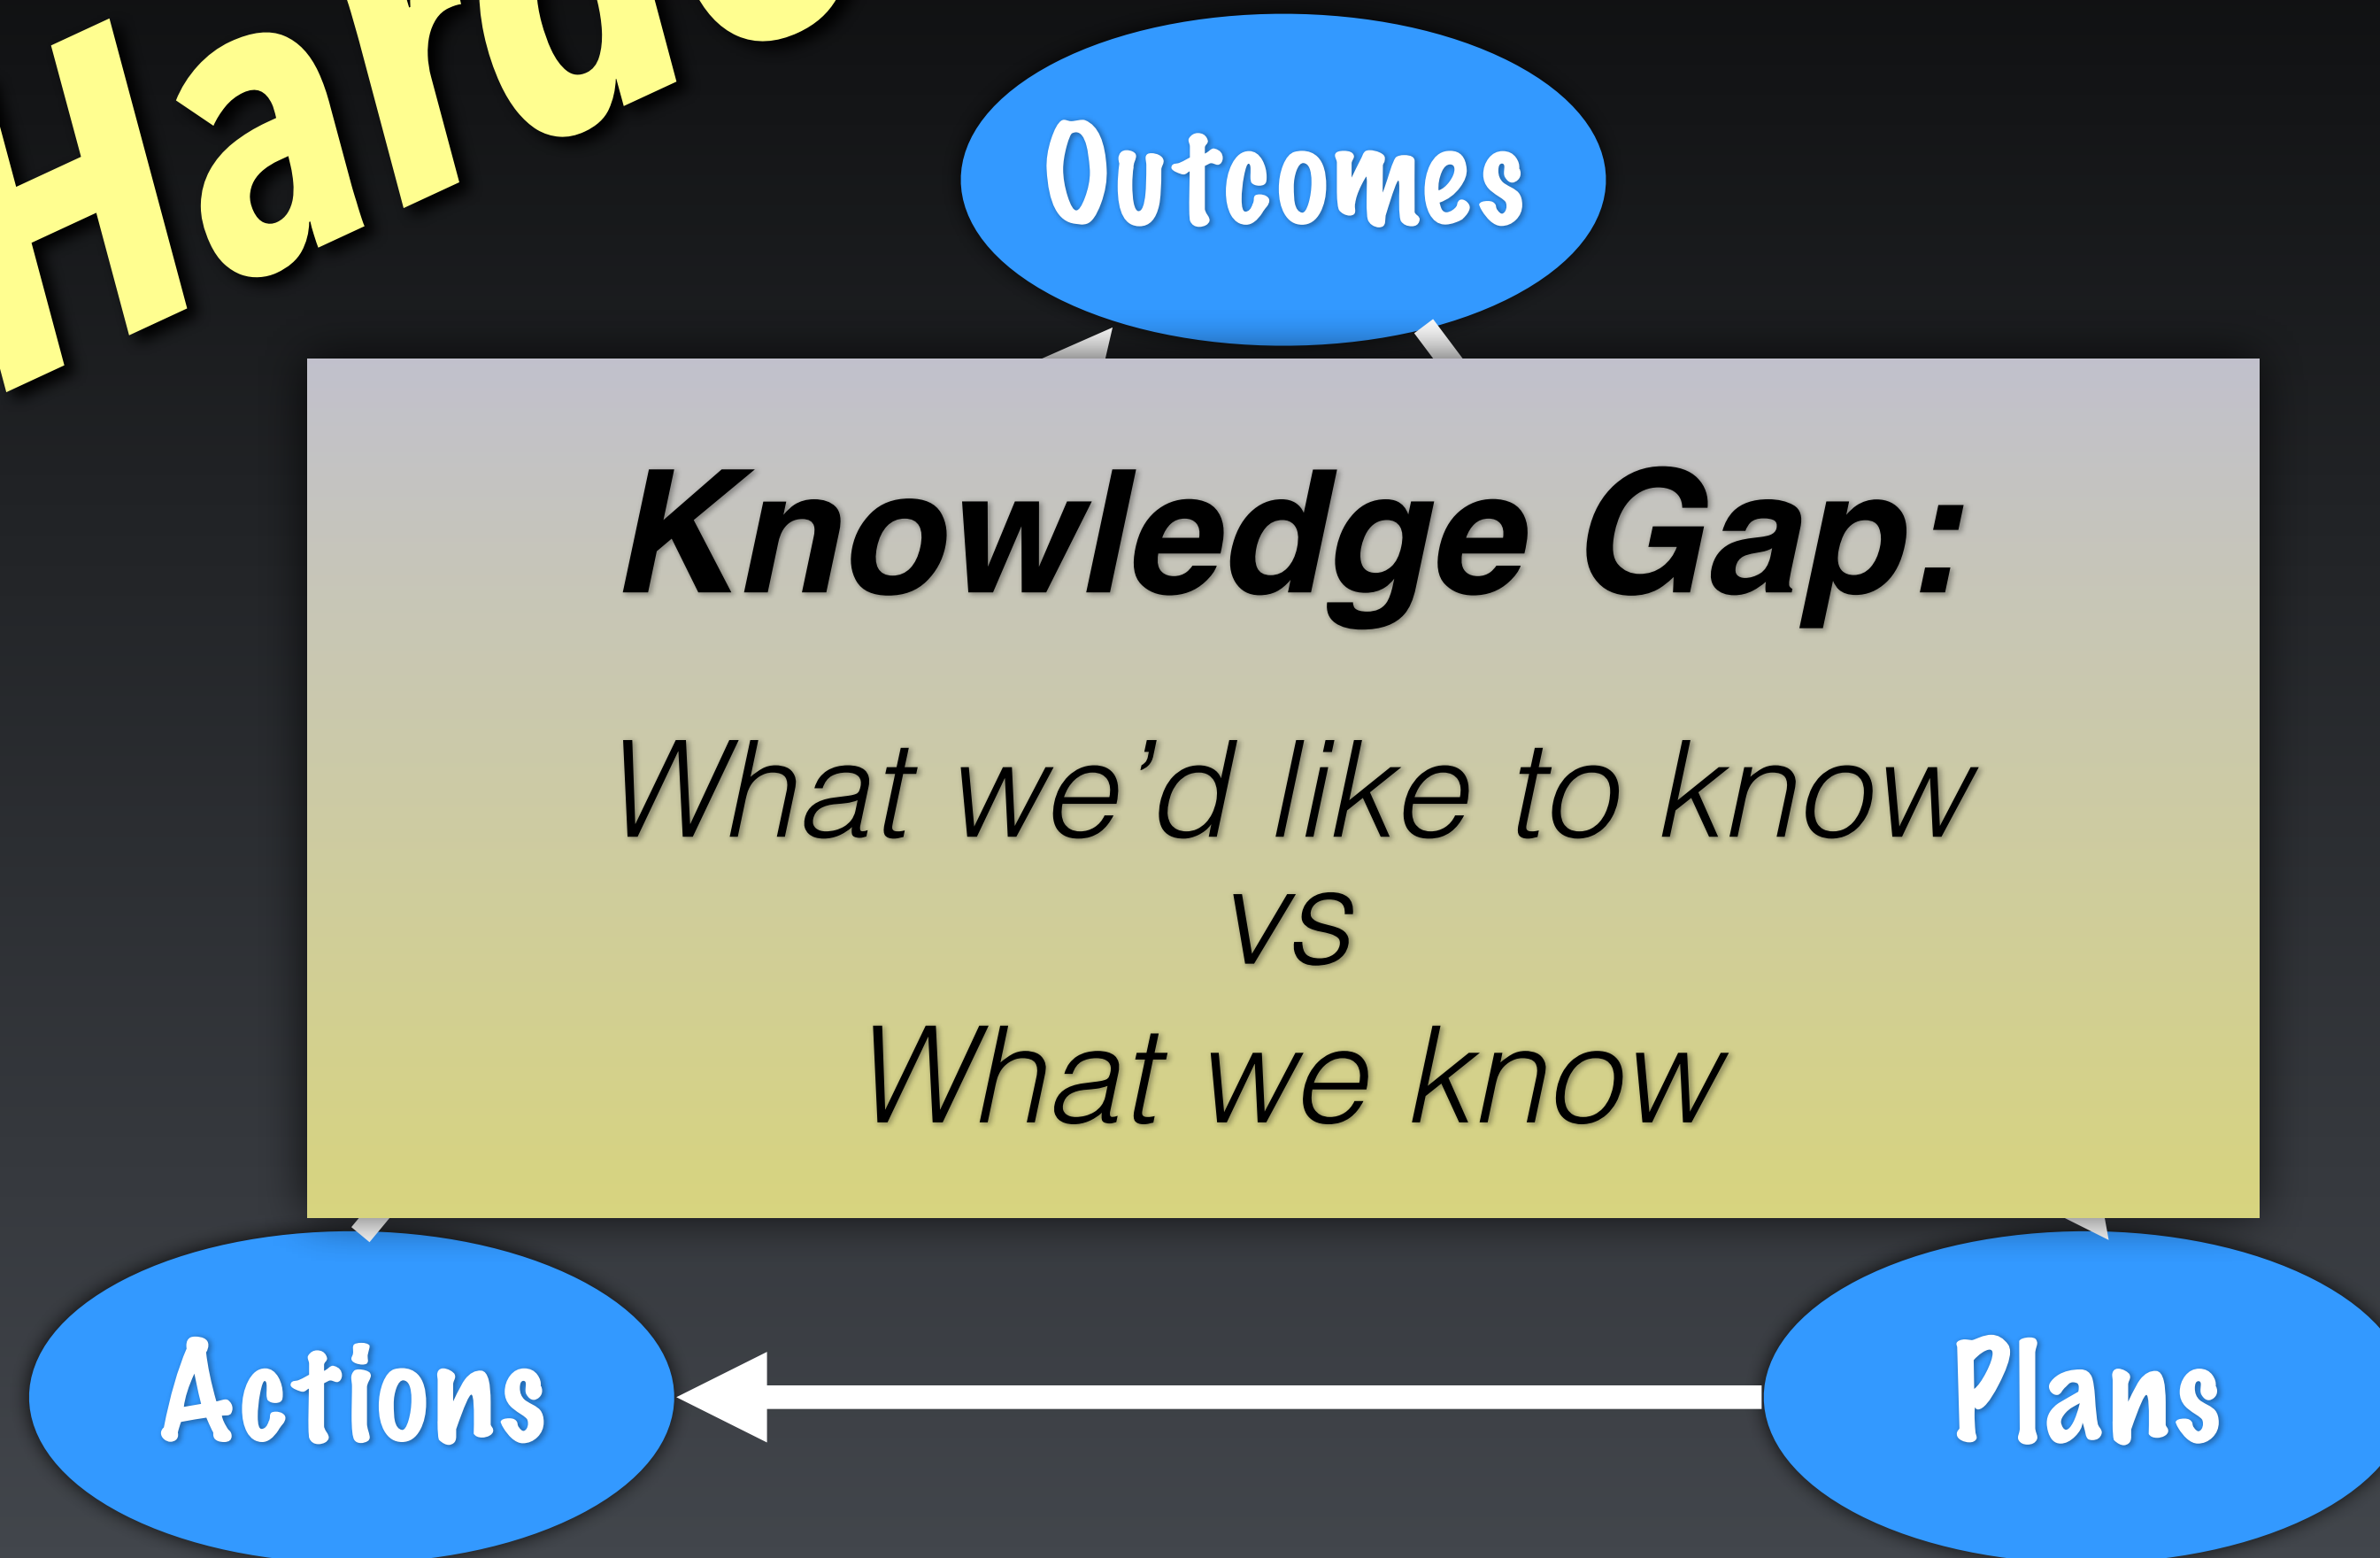 Outcomes
Knowledge Gap:
What we’d like to know
vs
What we know
Actions
Plans